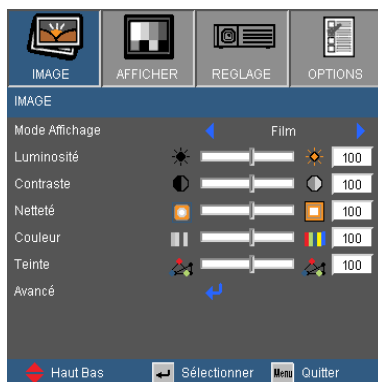 IMAGE AFFICHER REGLAGE OPTIONS
IMAGE
Mode Affichage Film
Luminosité 100
Contraste 100
Netteté 100
Couleur 100
Teinte 100
Avancé
Haut Bas Sélectionner Menu Quitter